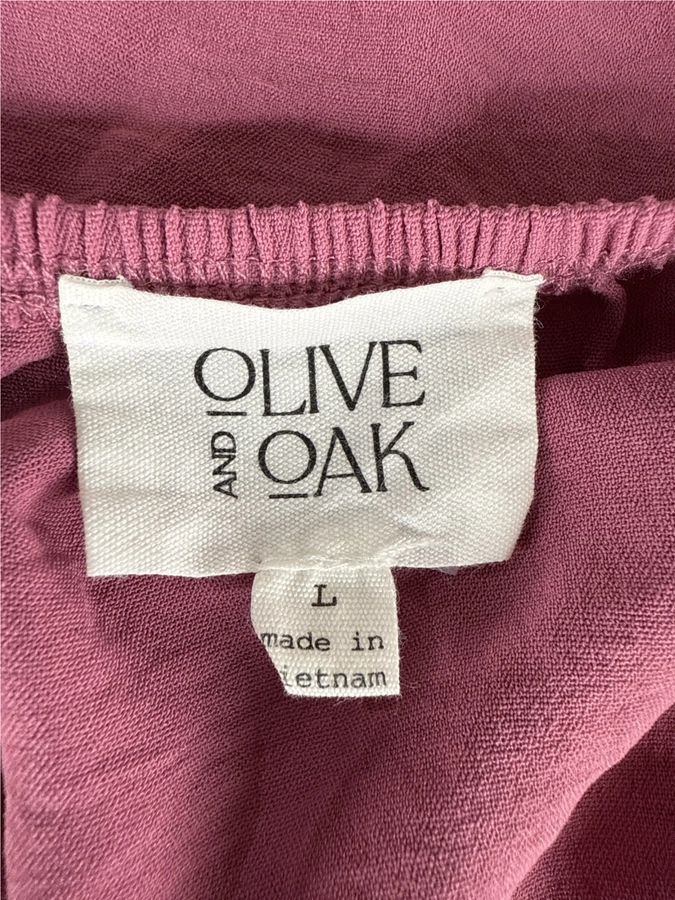 OLIVE
AND OAK
L
made in
ietnam